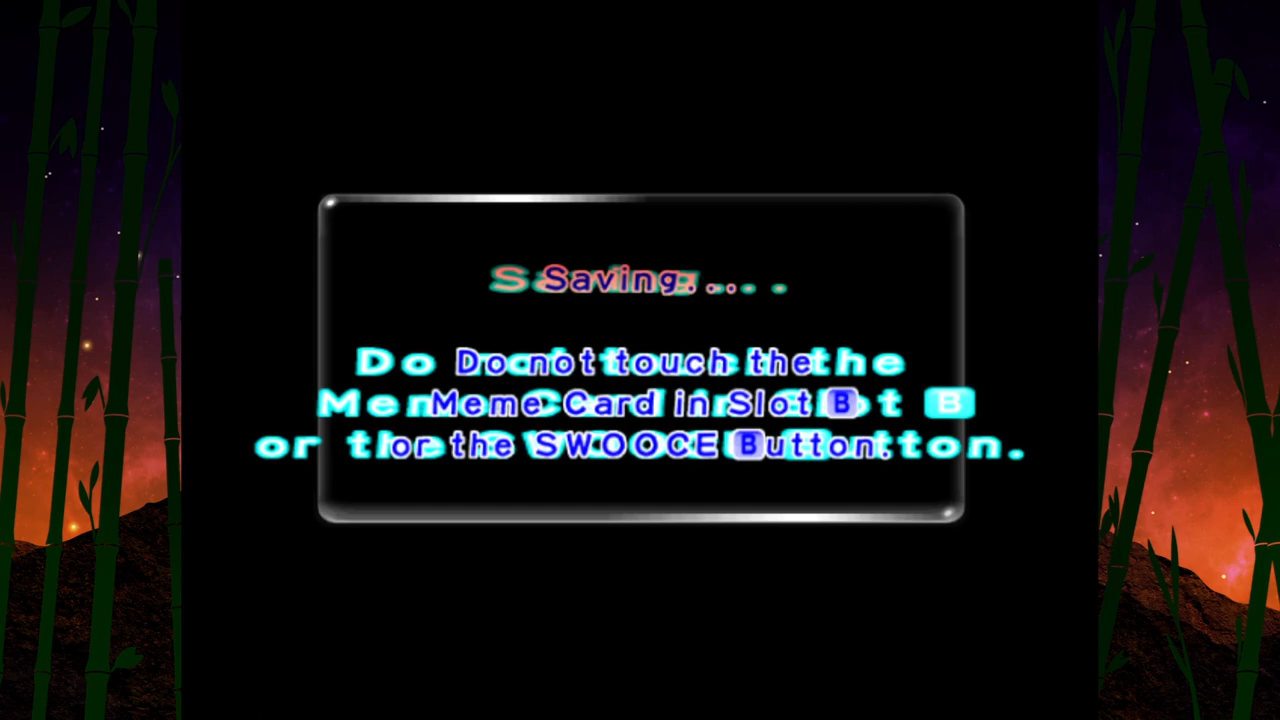 Saving. ...
Do not touch the
Meme Card in Slot B
or the SWOOCE Button.